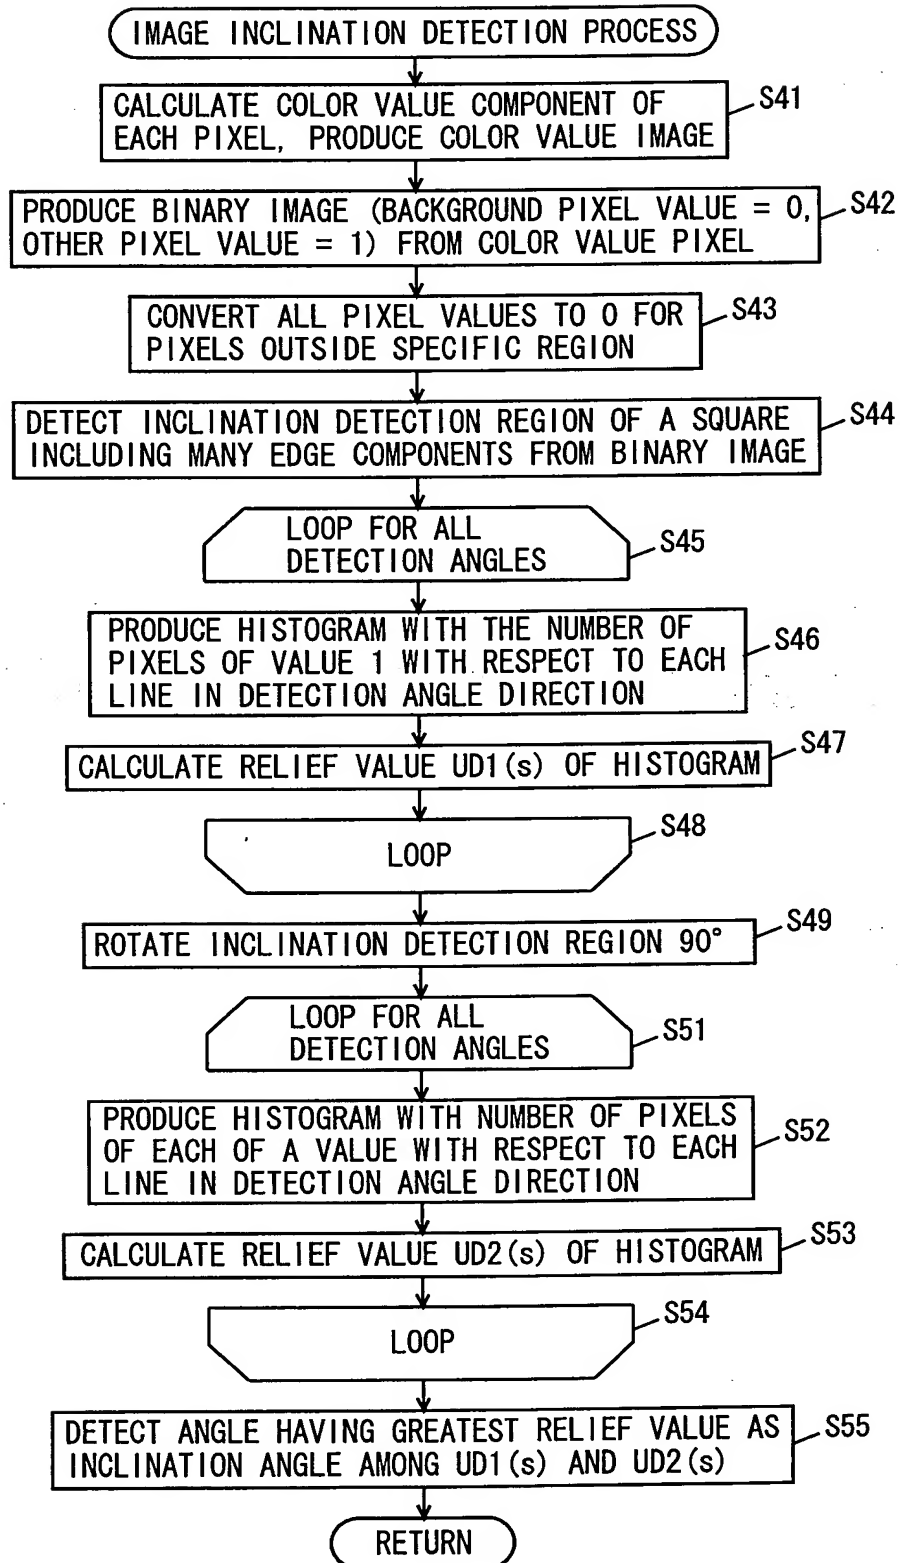 IMAGE INCLINATION DETECTION PROCESS
CALCULATE COLOR VALUE COMPONENT OF
EACH PIXEL, PRODUCE COLOR VALUE IMAGE
S41
PRODUCE BINARY IMAGE (BACKGROUND PIXEL VALUE = 0,
OTHER PIXEL VALUE = 1) FROM COLOR VALUE PIXEL
S42
CONVERT ALL PIXEL VALUES TO 0 FOR
PIXELS OUTSIDE SPECIFIC REGION
S43
DETECT INCLINATION DETECTION REGION OF A SQUARE
INCLUDING MANY EDGE COMPONENTS FROM BINARY IMAGE
S44
LOOP FOR ALL
DETECTION ANGLES
S45
PRODUCE HISTOGRAM WITH THE NUMBER OF
PIXELS OF VALUE 1 WITH RESPECT TO EACH
LINE IN DETECTION ANGLE DIRECTION
S46
CALCULATE RELIEF VALUE UD1(s) OF HISTOGRAM
S47
LOOP
S48
ROTATE INCLINATION DETECTION REGION 90°
S49
LOOP FOR ALL
DETECTION ANGLES
S51
PRODUCE HISTOGRAM WITH NUMBER OF PIXELS
OF EACH OF A VALUE WITH RESPECT TO EACH
LINE IN DETECTION ANGLE DIRECTION
S52
CALCULATE RELIEF VALUE UD2(s) OF HISTOGRAM
S53
LOOP
S54
DETECT ANGLE HAVING GREATEST RELIEF VALUE AS
INCLINATION ANGLE AMONG UD1(s) AND UD2(s)
S55
RETURN